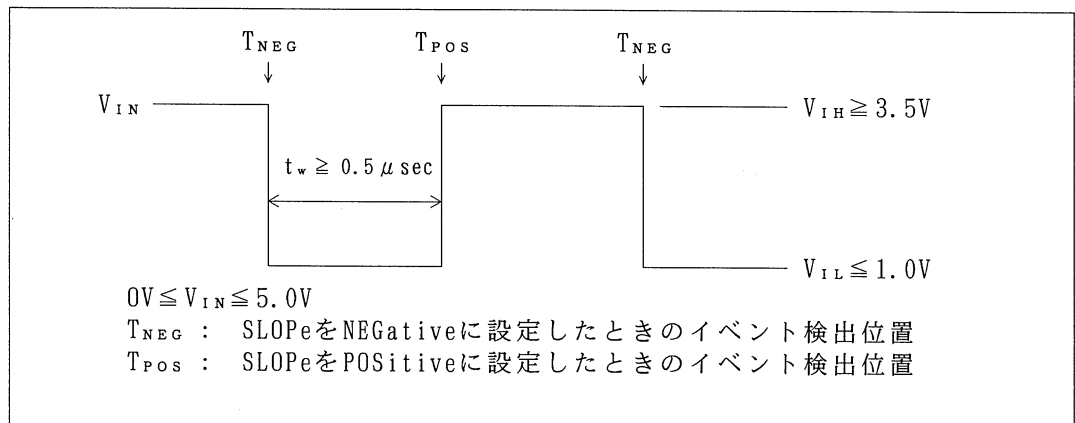 TNEG TPOS TNEG
VIN
VIH≧3.5V
tw≧0.5μsec
VIL≦1.0V
0V≦VIN≦5.0V
TNEG : SLOPeをNEGativeに設定したときのイベント検出位置
TPOS : SLOPeをPOSitiveに設定したときのイベント検出位置